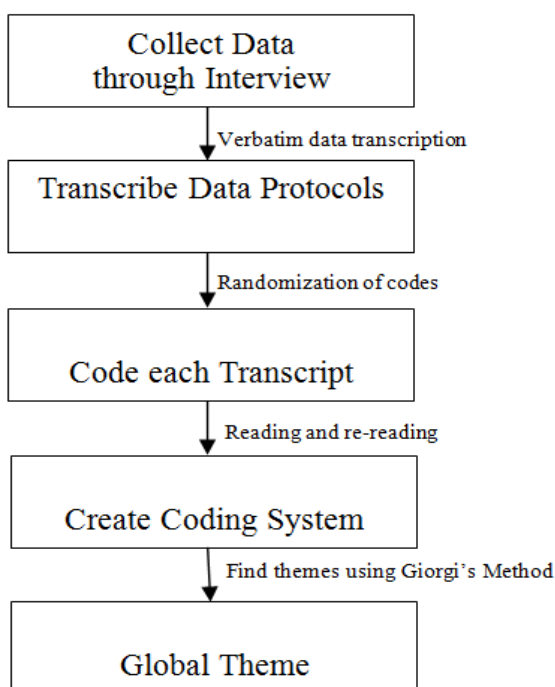 Collect Data
through Interview
Verbatim data transcription
Transcribe Data Protocols
Randomization of codes
Code each Transcript
Reading and re-reading
Create Coding System
Find themes using Giorgi’s Method
Global Theme